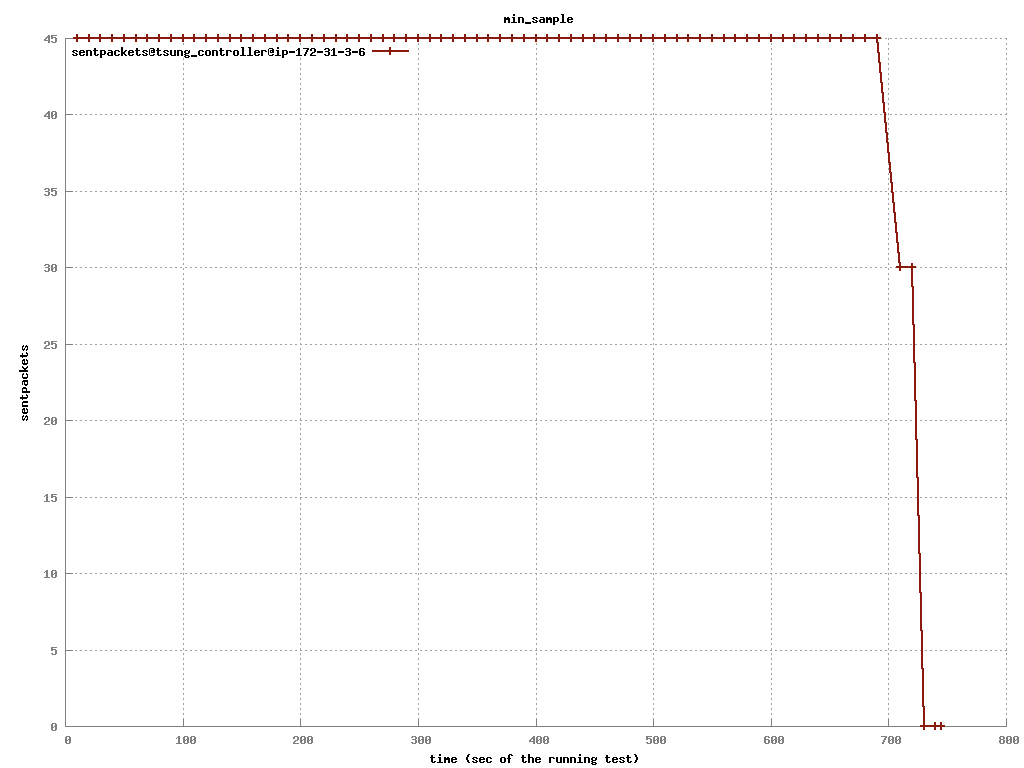 min_sample
sentpackets@tsung_controller@ip-172-31-3-6
45
40
35
30
25
20
15
10
5
0
sentpackets
0 100 200 300 400 500 600 700 800
time (sec of the running test)